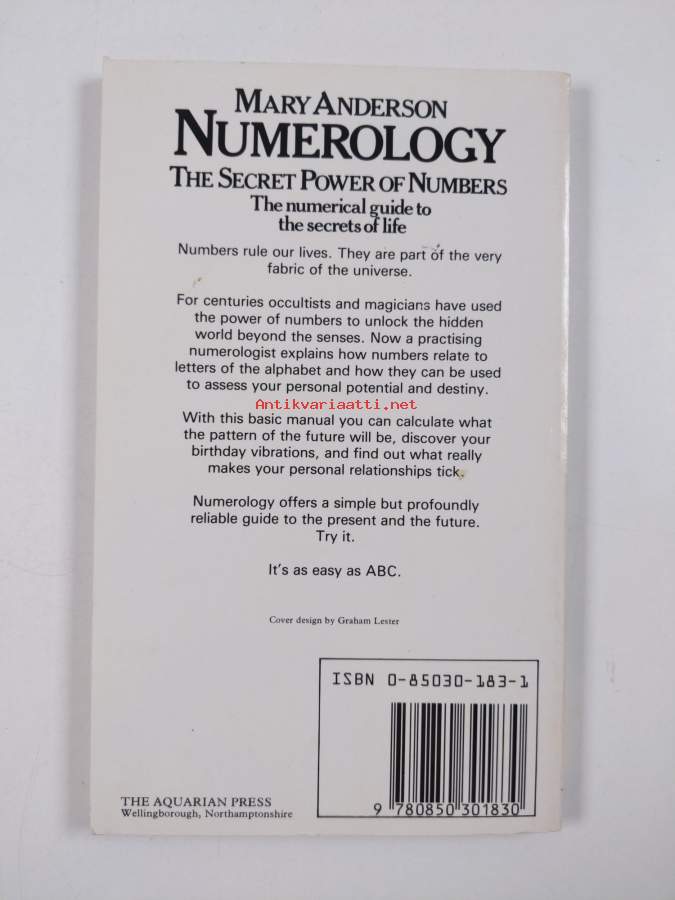 MARY ANDERSON
NUMEROLOGY
THE SECRET POWER OF NUMBERS
The numerical guide to
the secrets of life
Numbers rule our lives. They are part of the very
fabric of the universe.
For centuries occultists and magicians have used
the power of numbers to unlock the hidden
world beyond the senses. Now a practising
numerologist explains how numbers relate to
letters of the alphabet and how they can be used
to assess your personal potential and destiny.
Antikvariaatti.net
With this basic manual you can calculate what
the pattern of the future will be, discover your
birthday vibrations, and find out what really
makes your personal relationships tick.
Numerology offers a simple but profoundly
reliable guide to the present and the future.
Try it.
It's as easy as ABC.
Cover design by Graham Lester
ISBN 0-85030-183-1
9 780850 301830
THE AQUARIAN PRESS
Wellingborough, Northamptonshire